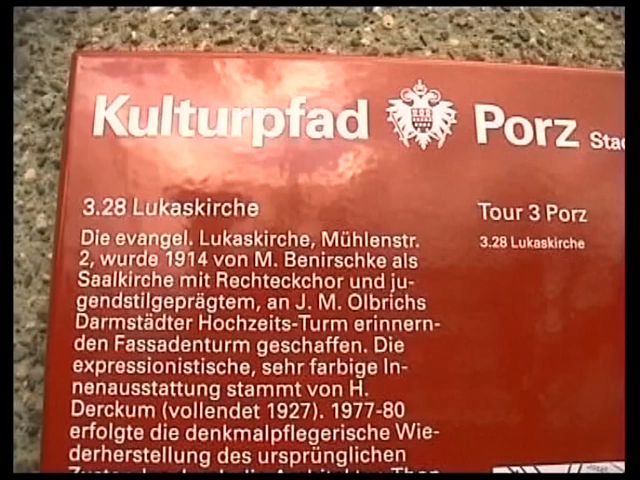 Kulturpfad Porz
3.28 Lukaskirche
Die evangel. Lukaskirche, Mühlenstr.
2, wurde 1914 von M. Benirschke als
Saalkirche mit Rechteckchor und ju-
gendstilgeprägtem, an J. M. Olbrichs
Darmstädter Hochzeits-Turm erinnern-
den Fassadenturm geschaffen. Die
expressionistische, sehr farbige In-
nenausstattung stammt von H.
Derckum (vollendet 1927). 1977-80
erfolgte die denkmalpflegerische Wie-
derherstellung des ursprünglichen
Tour 3 Porz
3.28 Lukaskirche